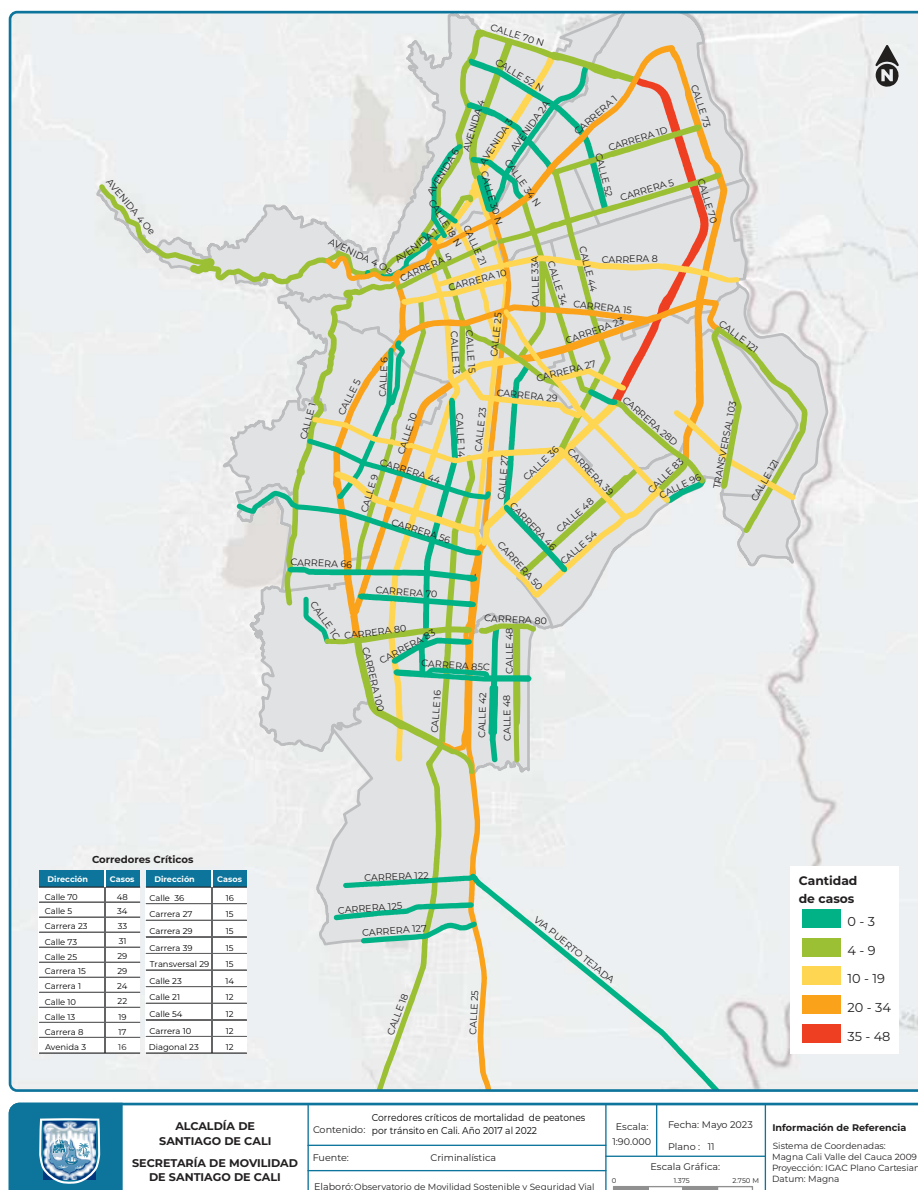 CALLE 70 N
CALLE 52 N
AVENIDA 4
AVENIDA 3
AVENIDA 2A
CARRERA 1
CALLE 73
CARRERA 1D
AVENIDA 6
CALLE 34 N
CALLE 52
CALLE 30 N
CARRERA 5
CALLE 70
AVENIDA 4 Oe
CALLE 18 N
AVENIDA 1
CALLE 21
AVENIDA 4 Oe
CARRERA 5
CARRERA 10
CALLE 33A
CALLE 34
CALLE 44
CARRERA 8
CARRERA 15
CALLE 25
CARRERA 23
CALLE 121
CALLE 6
CALLE 13
CALLE 15
CARRERA 27
CALLE 5
CARRERA 29
CALLE 1
CALLE 10
CALLE 14
CALLE 23
CARRERA 28D
TRANSVERSAL 103
CARRERA 44
CALLE 9
CALLE 27
CALLE 36
CARRERA 39
CALLE 83
CALLE 96
CALLE 121
CALLE 48
CARRERA 56
CARRERA 46
CALLE 54
CARRERA 66
CARRERA 50
CARRERA 70
CALLE 1C
CARRERA 80
CARRERA 80
CARRERA 83
CALLE 48
CARRERA 100
CARRERA 85C
CALLE 16
CALLE 42
CALLE 48
CARRERA 122
CARRERA 125
CARRERA 127
VIA PUERTO TEJADA
CALLE 18
CALLE 25
N
Corredores Críticos
Dirección Casos Dirección Casos
Calle 70 48 Calle 36 16
Calle 5 34 Carrera 27 15
Carrera 23 33 Carrera 29 15
Calle 73 31 Carrera 39 15
Calle 25 29 Transversal 29 15
Carrera 15 29 Calle 23 14
Carrera 1 24 Calle 21 12
Calle 10 22 Calle 54 12
Calle 13 19 Carrera 10 12
Carrera 8 17 Diagonal 23 12
Avenida 3 16
Cantidad
de casos
0 - 3
4 - 9
10 - 19
20 - 34
35 - 48
ALCALDÍA DE
SANTIAGO DE CALI
SECRETARÍA DE MOVILIDAD
DE SANTIAGO DE CALI
Contenido: Corredores críticos de mortalidad de peatones
por tránsito en Cali. Año 2017 al 2022
Fuente: Criminalística
Elaboró: Observatorio de Movilidad Sostenible y Seguridad Vial
Escala:
1:90.000
Fecha: Mayo 2023
Plano: 11
Escala Gráfica:
0 1.375 2.750 M
Información de Referencia
Sistema de Coordenadas:
Magna Cali Valle del Cauca 2009
Proyección: IGAC Plano Cartesian
Datum: Magna